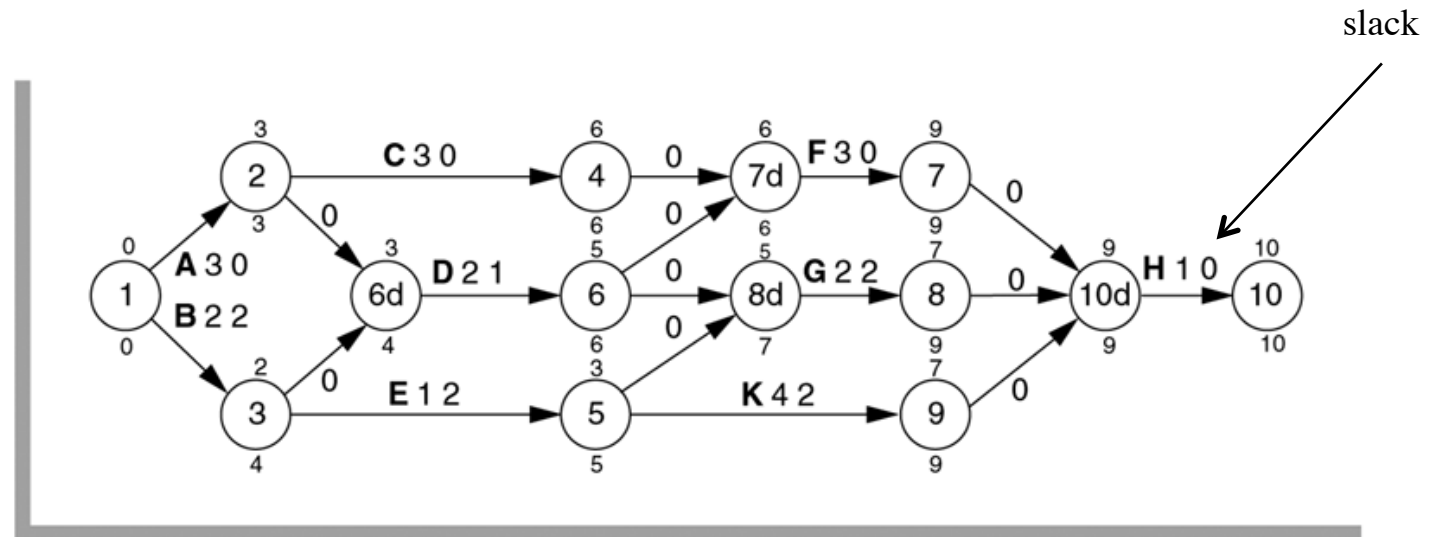 slack
3 6 6 9
2 C 3 0 4 0 7d F 3 0 7
0 0 0
3 6 6 9
0 3 5 5 7 9 10
A 3 0 D 2 1 0 G 2 2 0 H 1 0
1 6d 6 8d 8 10d 10
B 2 2
0 4 6 0 7 9 9 10
2 3 7
0 E 1 2 K 4 2 0
3 5 9
4 5 9